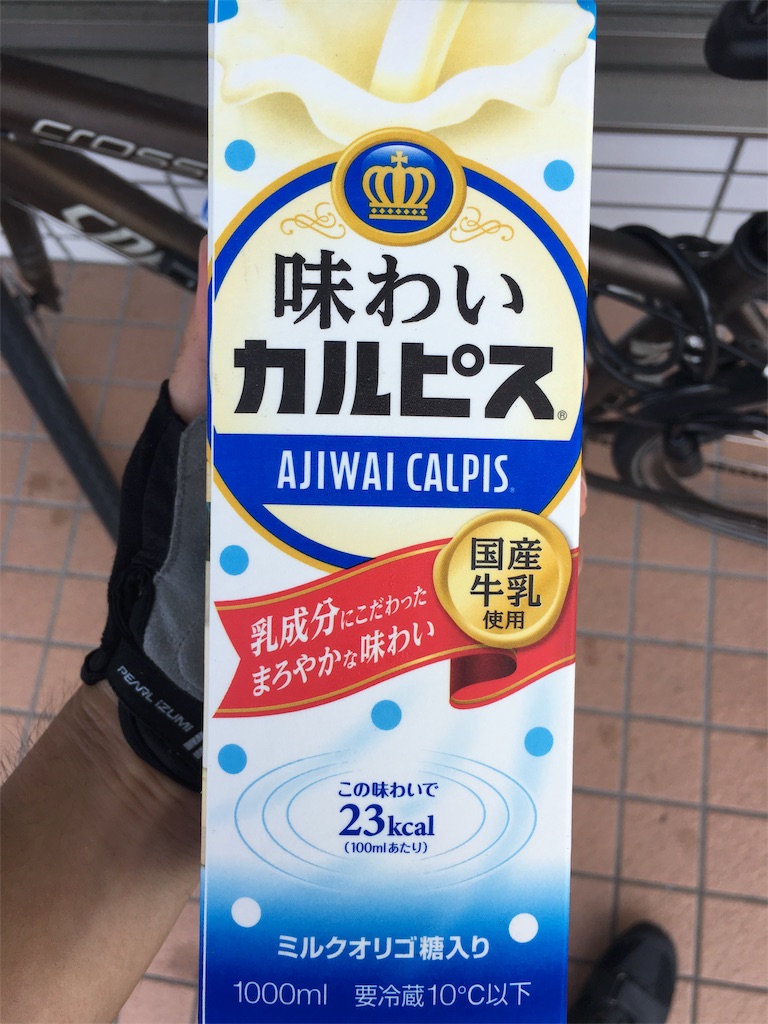 cross
味わい
カルピス®
AJIWAI CALPIS
国産
牛乳
使用
乳成分にこだわった
まろやかな味わい
PEARL iZUMi
この味わいで
23kcal
(100mlあたり)
ミルクオリゴ糖入り
1000ml 要冷蔵10℃以下